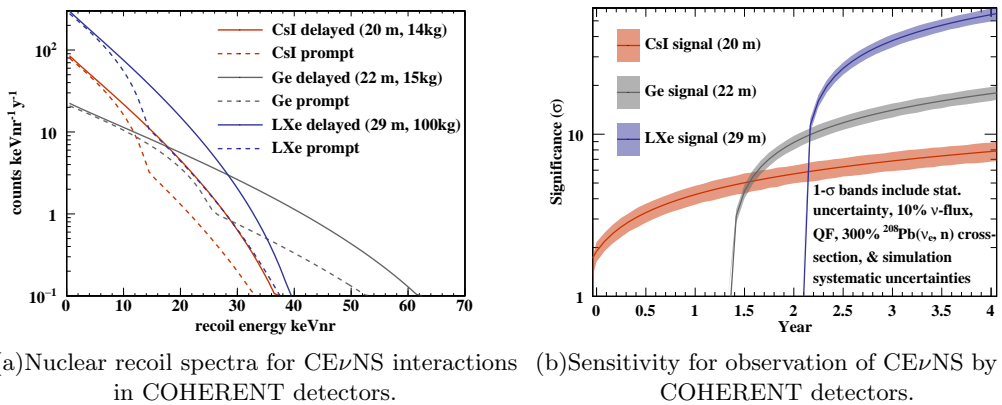 counts keVnr⁻¹y⁻¹
10²
10
1
10⁻¹
0 10 20 30 40 50 60 70
recoil energy keVnr
CsI delayed (20 m, 14kg)
CsI prompt
Ge delayed (22 m, 15kg)
Ge prompt
LXe delayed (29 m, 100kg)
LXe prompt
a)Nuclear recoil spectra for CEνNS interactions
in COHERENT detectors.
Significance (σ)
10
1
0 0.5 1 1.5 2 2.5 3 3.5 4
Year
CsI signal (20 m)
Ge signal (22 m)
LXe signal (29 m)
1-σ bands include stat.
uncertainty, 10% ν-flux,
QF, 300% ²⁰⁸Pb(νₑ, n) cross-
section, & simulation
systematic uncertainties
(b)Sensitivity for observation of CEνNS by
COHERENT detectors.